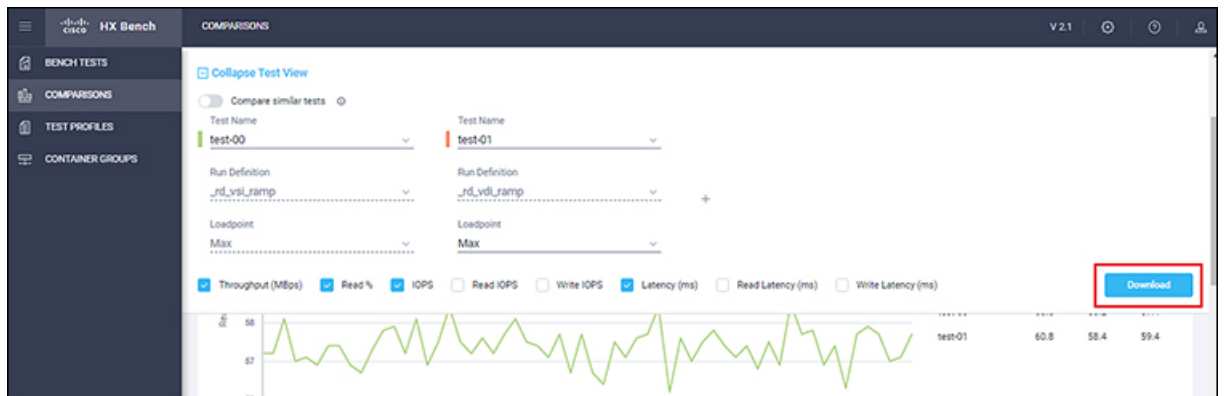 CISCO HX Bench COMPARISONS V 2.1
BENCH TESTS
COMPARISONS
TEST PROFILES
CONTAINER GROUPS
Collapse Test View
Compare similar tests
Test Name Test Name
test-00 test-01
Run Definition Run Definition
_rd_vsi_ramp _rd_vdi_ramp
+
Loadpoint Loadpoint
Max Max
Throughput (MBps) Read % IOPS Read IOPS Write IOPS Latency (ms) Read Latency (ms) Write Latency (ms) Download
58
test-01 60.8 58.4 59.4
57